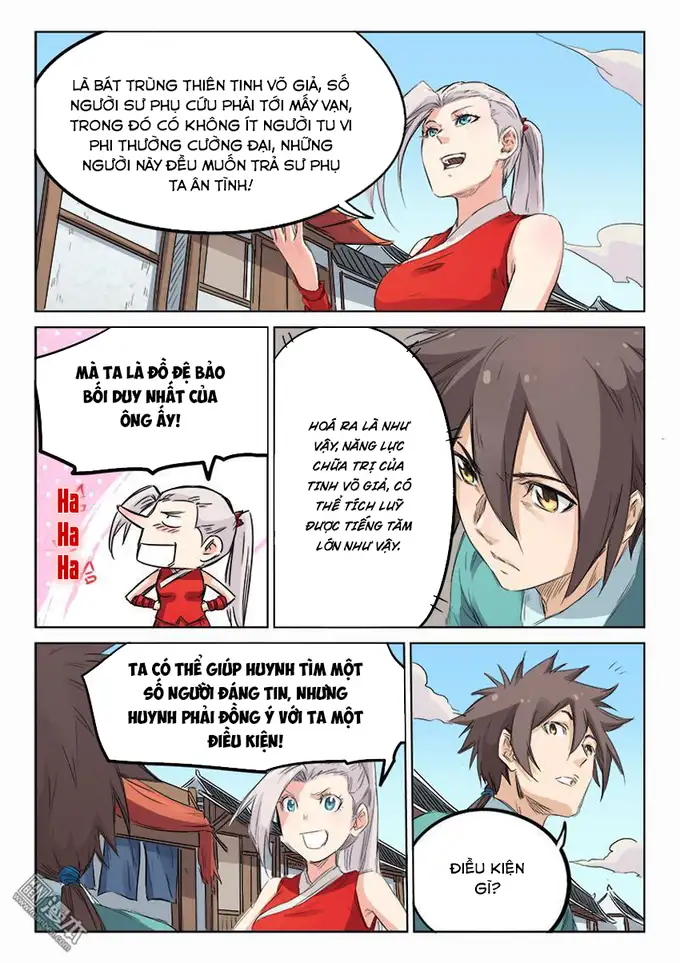 LÀ BÁT TRÙNG THIÊN TINH VÕ GIẢ, SỐ
NGƯỜI SƯ PHỤ CỨU PHẢI TỚI MẤY VẠN,
TRONG ĐÓ CÓ KHÔNG ÍT NGƯỜI TU VI
PHI THƯỜNG CƯỜNG ĐẠI, NHỮNG
NGƯỜI NÀY ĐỀU MUỐN TRẢ SƯ PHỤ
TA ÂN TÌNH!
MÀ TA LÀ ĐỒ ĐỆ BẢO
BỐI DUY NHẤT CỦA
ÔNG ẤY!
Ha
Ha
Ha
HOÁ RA LÀ NHƯ
VẬY, NĂNG LỰC
CHỮA TRỊ CỦA
TINH VÕ GIẢ, CÓ
THỂ TÍCH LUỸ
ĐƯỢC TIẾNG TĂM
LỚN NHƯ VẬY.
TA CÓ THỂ GIÚP HUYNH TÌM MỘT
SỐ NGƯỜI ĐÁNG TIN, NHƯNG
HUYNH PHẢI ĐỒNG Ý VỚI TA MỘT
ĐIỀU KIỆN!
ĐIỀU KIỆN
GÌ?